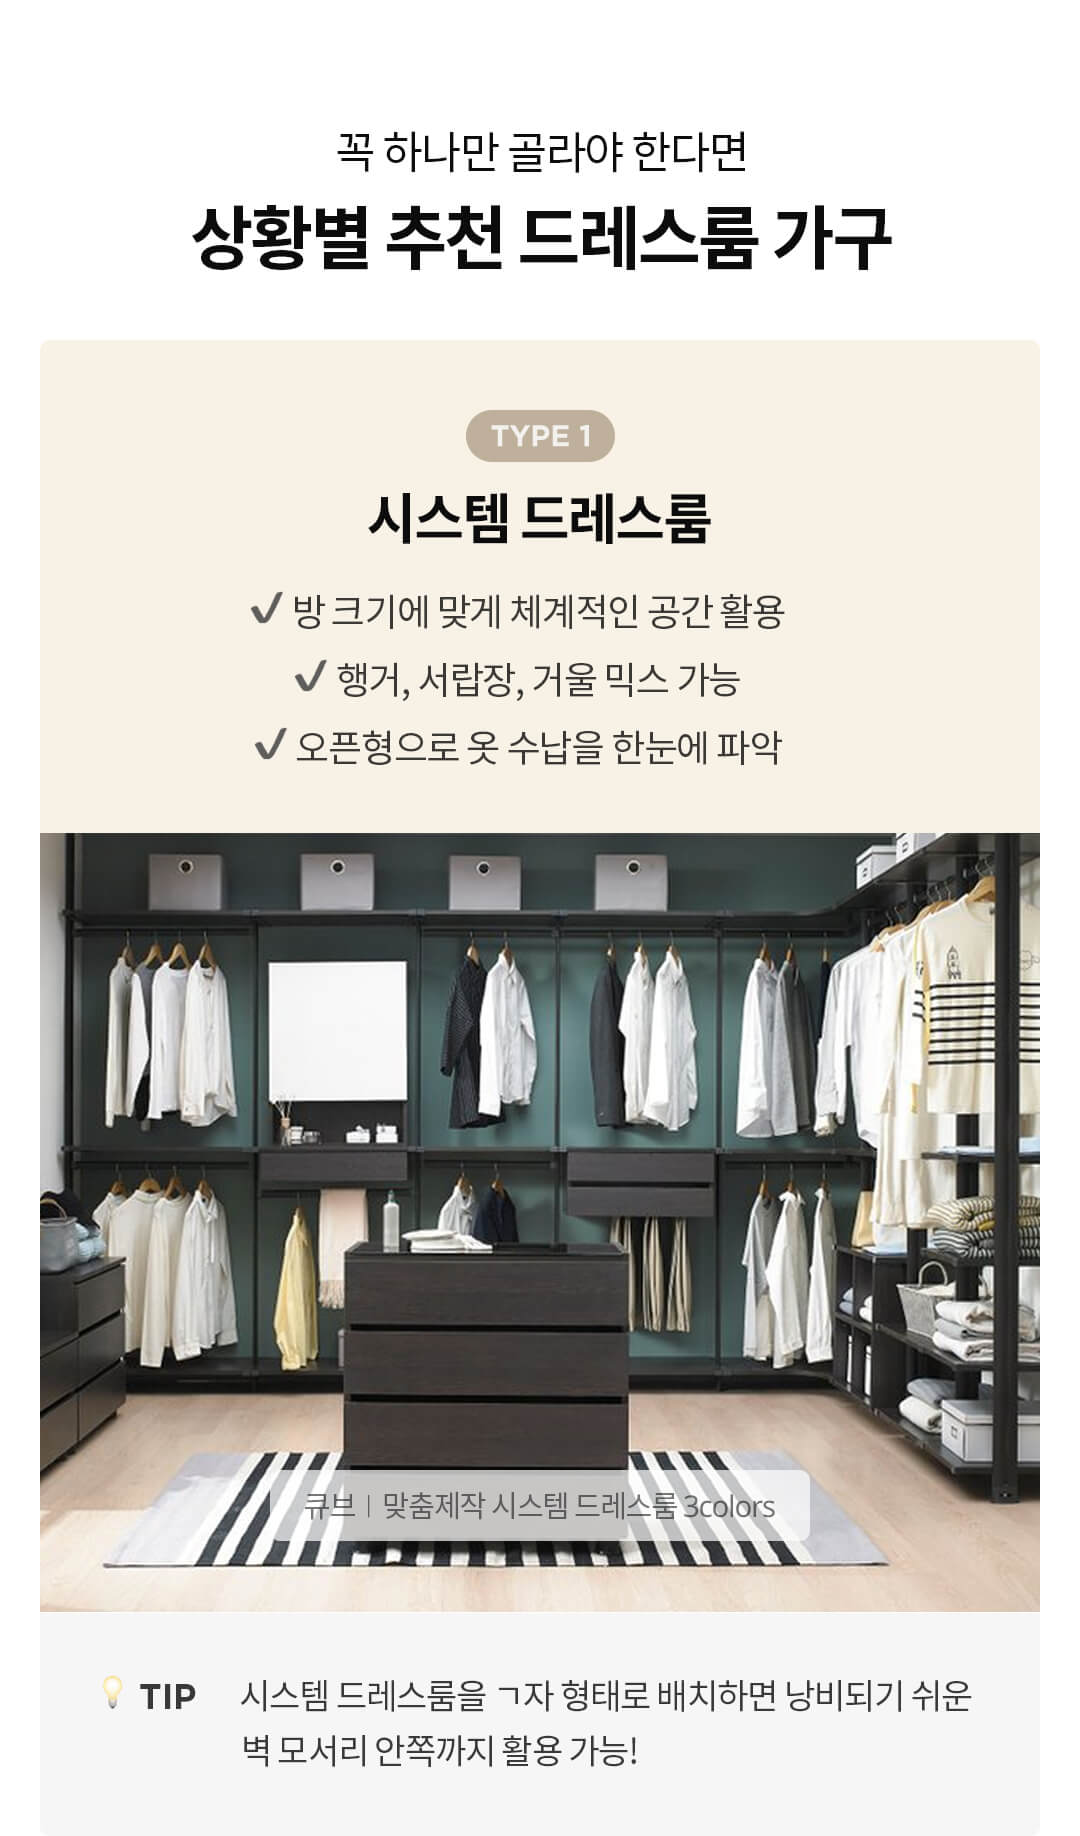 꼭 하나만 골라야 한다면
상황별 추천 드레스룸 가구
TYPE 1
시스템 드레스룸
✔ 방 크기에 맞게 체계적인 공간 활용
✔ 행거, 서랍장, 거울 믹스 가능
✔ 오픈형으로 옷 수납을 한눈에 파악
큐브ㅣ맞춤제작 시스템 드레스룸 3colors
TIP 시스템 드레스룸을 ㄱ자 형태로 배치하면 낭비되기 쉬운
벽 모서리 안쪽까지 활용 가능!